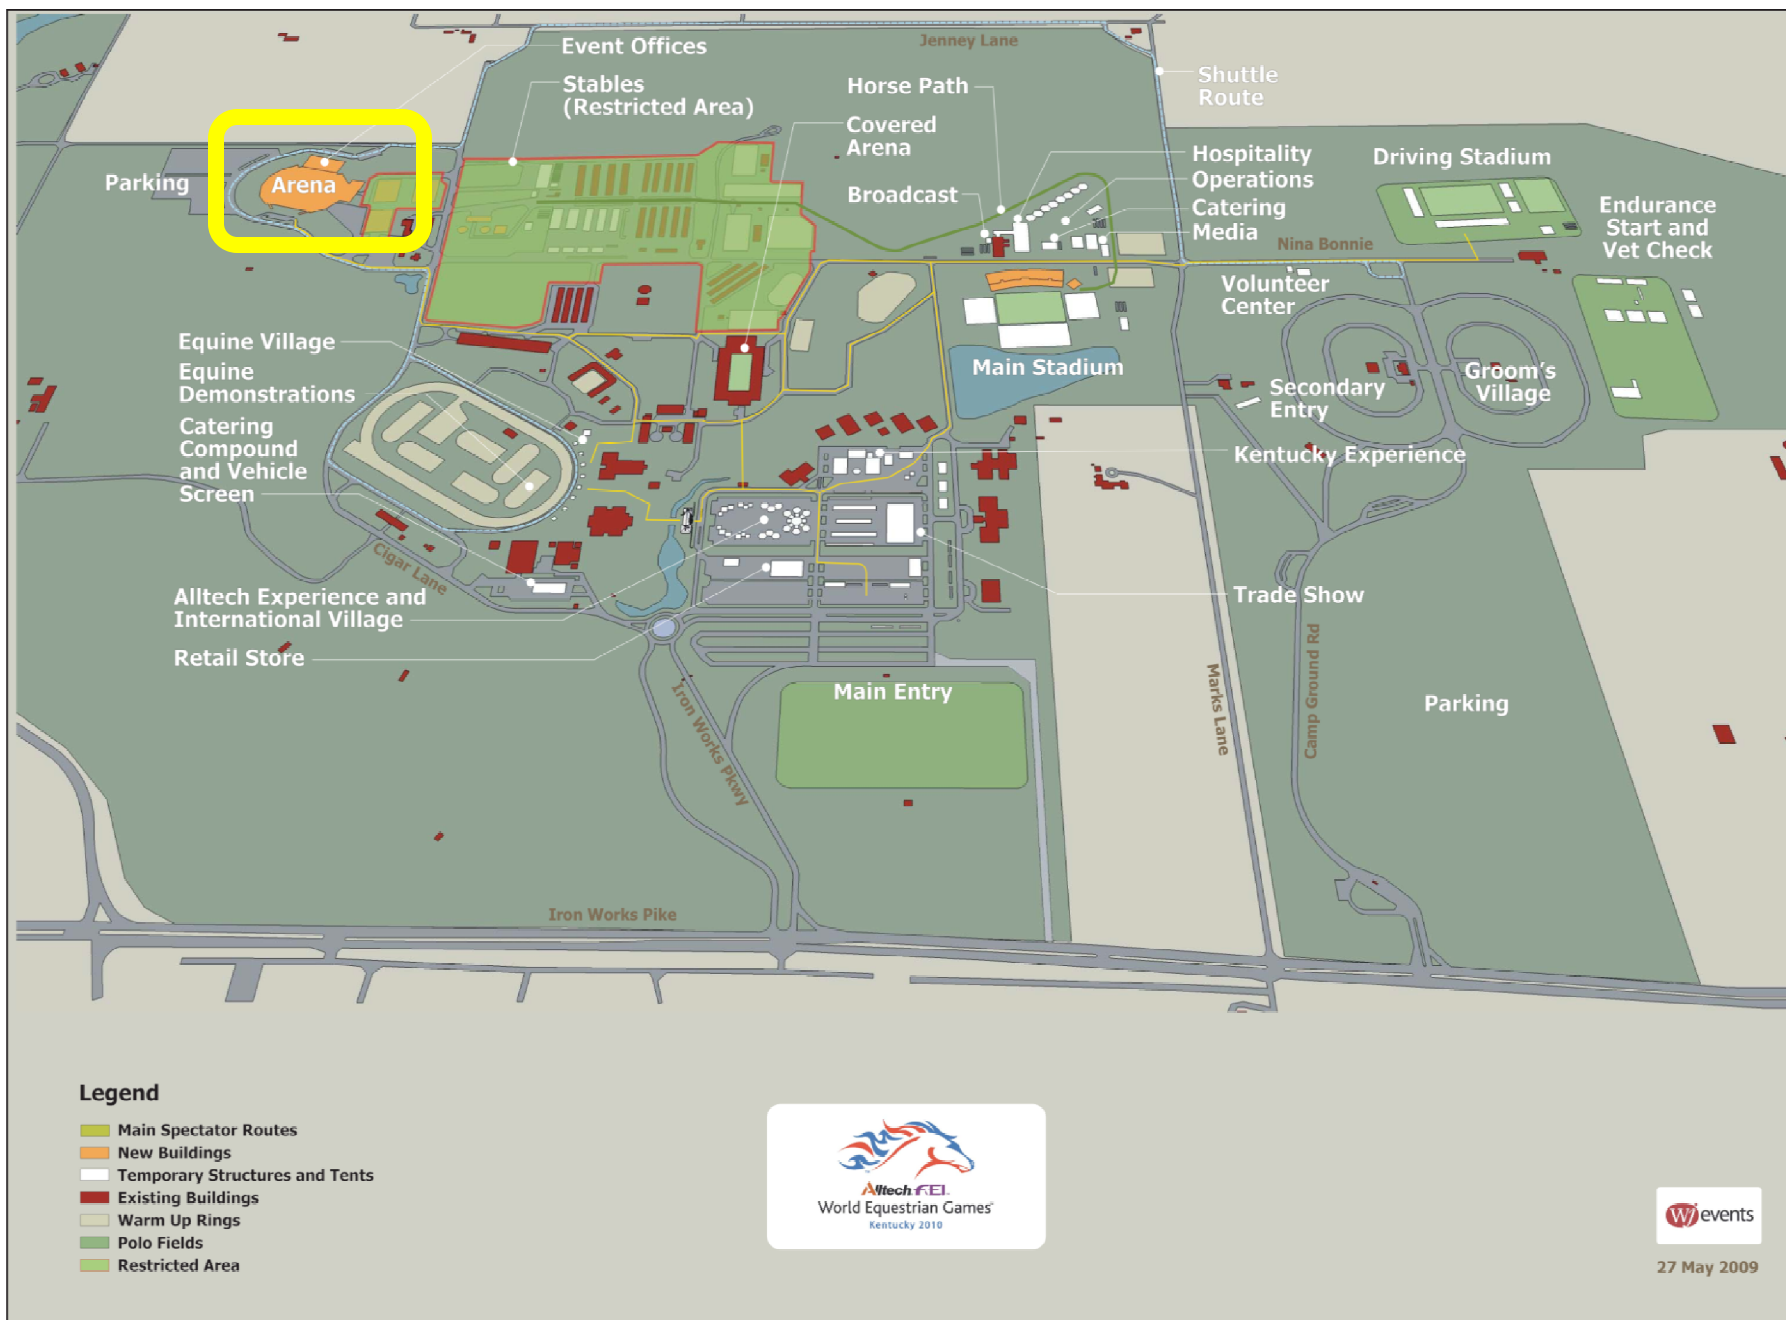 Jenney Lane
Event Offices
Stables
(Restricted Area)
Horse Path
Covered
Arena
Shuttle
Route
Hospitality
Operations
Catering
Media
Broadcast
Driving Stadium
Endurance
Start and
Vet Check
Parking
Arena
Nina Bonnie
Volunteer
Center
Equine Village
Equine
Demonstrations
Catering
Compound
and Vehicle
Screen
Main Stadium
Secondary
Entry
Groom's
Village
Kentucky Experience
Cigar Lane
Alltech Experience and
International Village
Retail Store
Trade Show
Main Entry
Iron Works Pkwy
Marks Lane
Camp Ground Rd
Parking
Iron Works Pike
Legend
Main Spectator Routes
New Buildings
Temporary Structures and Tents
Existing Buildings
Warm Up Rings
Polo Fields
Restricted Area
Alltech FEI
World Equestrian Games
Kentucky 2010
WJ events
27 May 2009